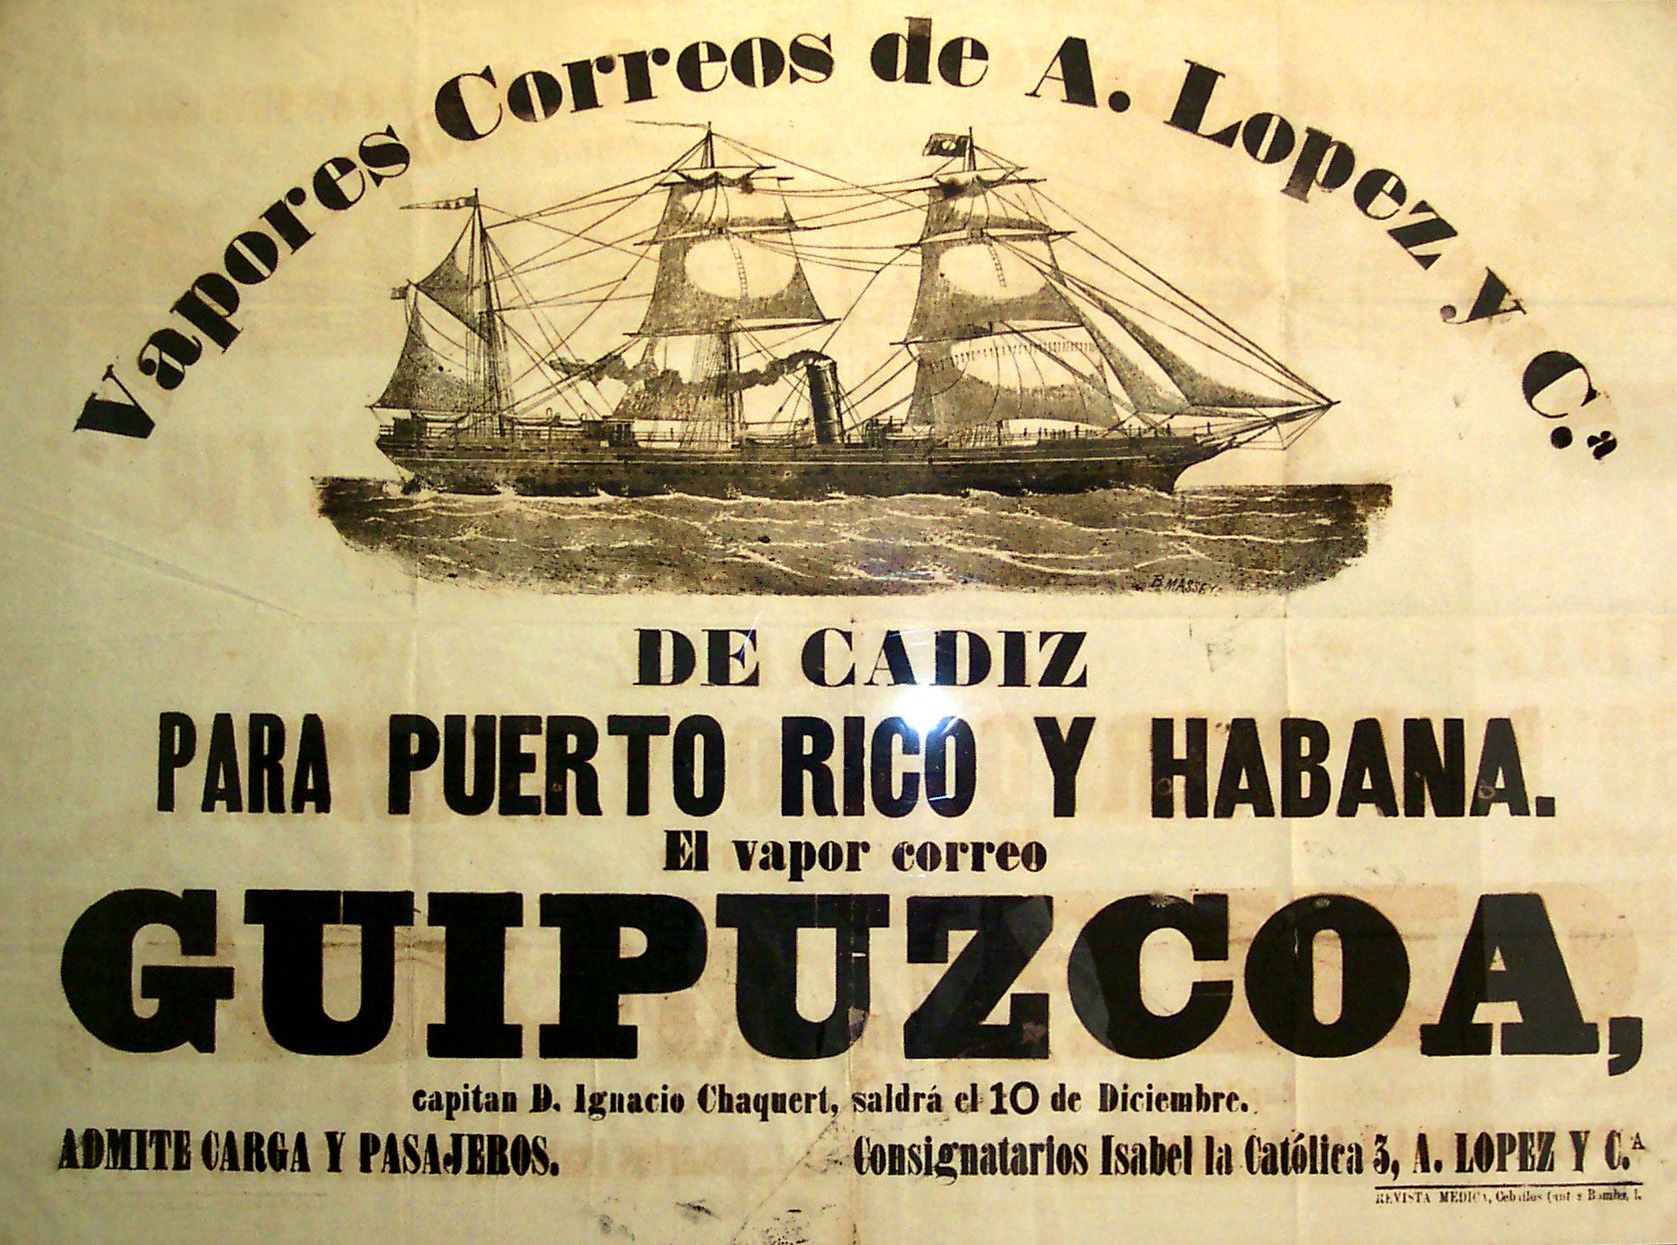 Vapores Correos de A. Lopez y C.ª
B. MASSEY.
DE CADIZ
PARA PUERTO RICO Y HABANA.
El vapor correo
GUIPUZCOA,
capitan D. Ignacio Chaquert, saldrá el 10 de Diciembre.
ADMITE CARGA Y PASAJEROS.
Consignatarios Isabel la Católica 3, A. LOPEZ Y C.ᴬ
REVISTA MEDICA, Ceballos